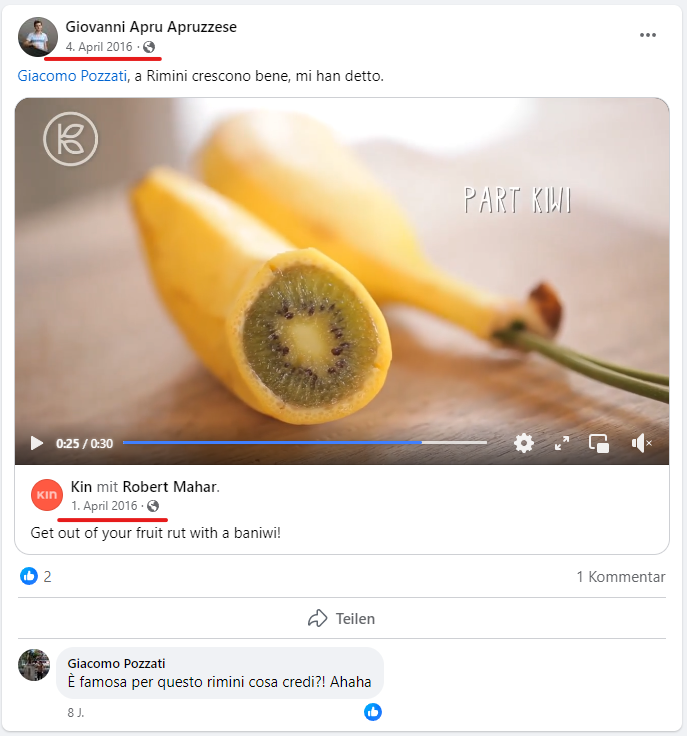 Giovanni Apru Apruzzese
4. April 2016 ·
Giacomo Pozzati, a Rimini crescono bene, mi han detto.
PART KIWI
0:25 / 0:30
KIN
Kin mit Robert Mahar.
1. April 2016 ·
Get out of your fruit rut with a baniwi!
2
1 Kommentar
Teilen
Giacomo Pozzati
È famosa per questo rimini cosa credi?! Ahaha
8 J.